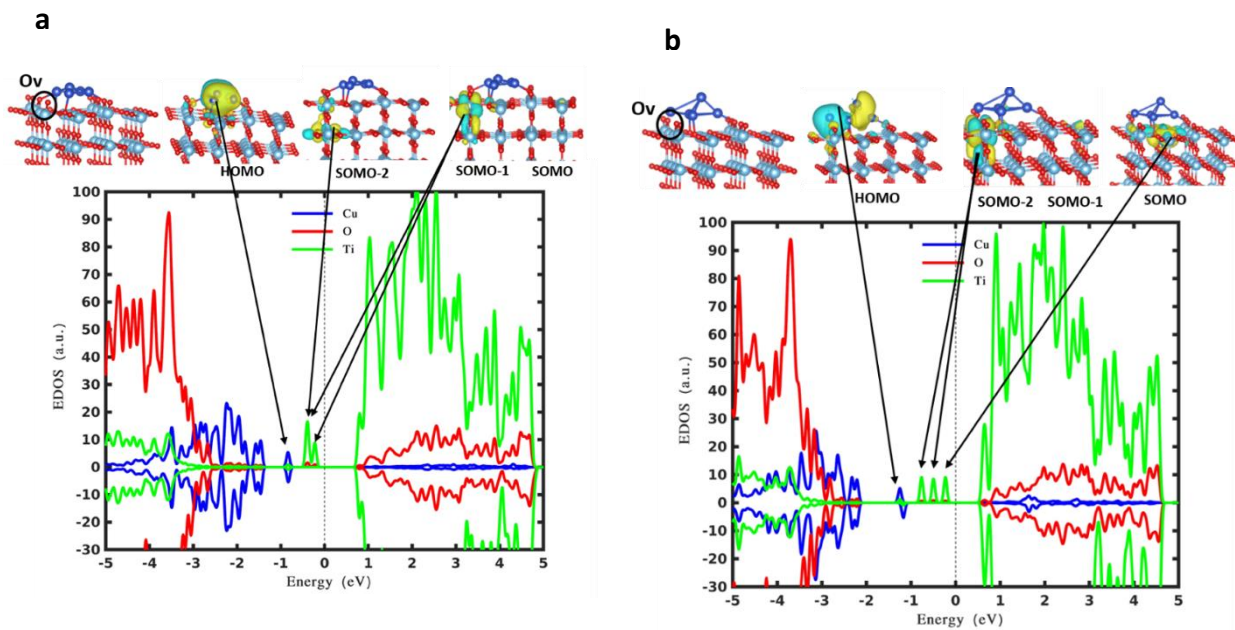 a
Ov
HOMO
SOMO-2
SOMO-1
SOMO
100
90
80
70
60
50
40
30
20
10
0
-10
-20
-30
EDOS (a.u.)
Cu
O
Ti
-5 -4 -3 -2 -1 0 1 2 3 4 5
Energy (eV)
b
Ov
HOMO
SOMO-2
SOMO-1
SOMO
100
90
80
70
60
50
40
30
20
10
0
-10
-20
-30
EDOS (a.u.)
Cu
O
Ti
-5 -4 -3 -2 -1 0 1 2 3 4 5
Energy (eV)